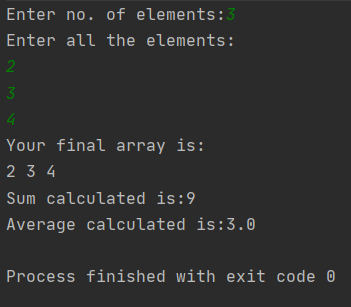 Enter no. of elements:3
Enter all the elements:
2
3
4
Your final array is:
2 3 4
Sum calculated is:9
Average calculated is:3.0
Process finished with exit code 0